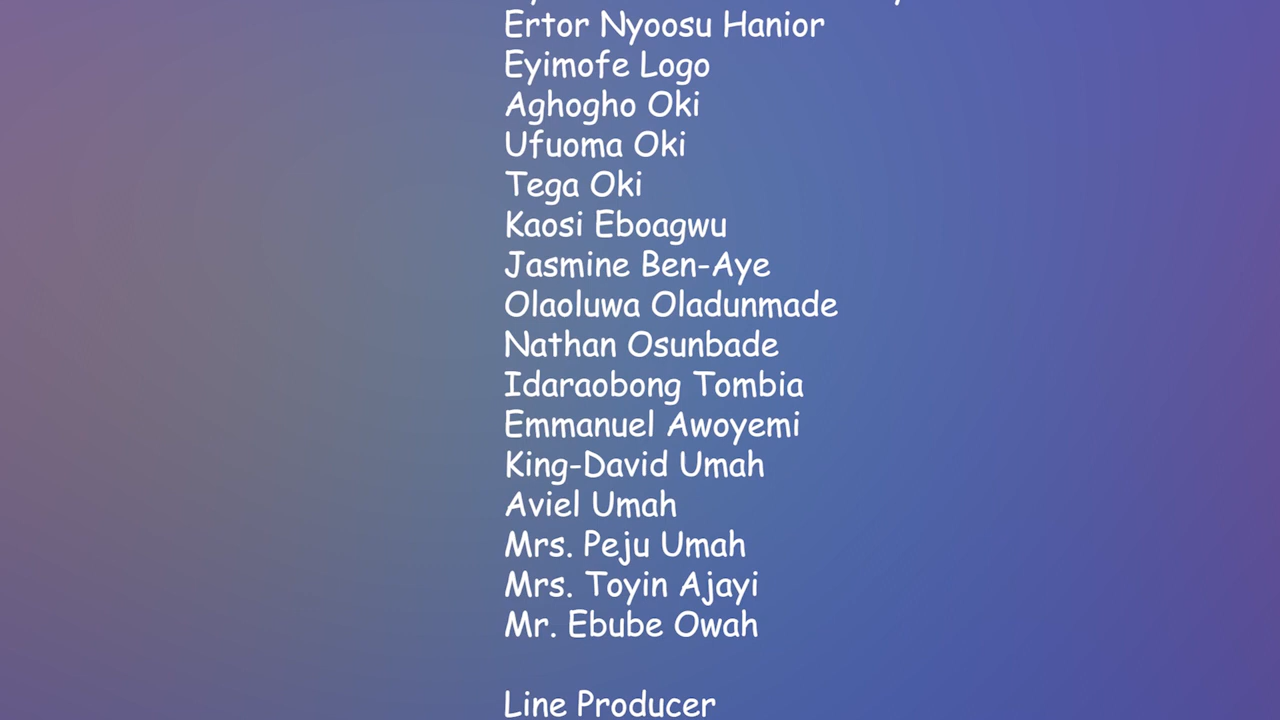 Ertor Nyoosu Hanior
Eyimofe Logo
Aghogho Oki
Ufuoma Oki
Tega Oki
Kaosi Eboagwu
Jasmine Ben-Aye
Olaoluwa Oladunmade
Nathan Osunbade
Idaraobong Tombia
Emmanuel Awoyemi
King-David Umah
Aviel Umah
Mrs. Peju Umah
Mrs. Toyin Ajayi
Mr. Ebube Owah
Line Producer